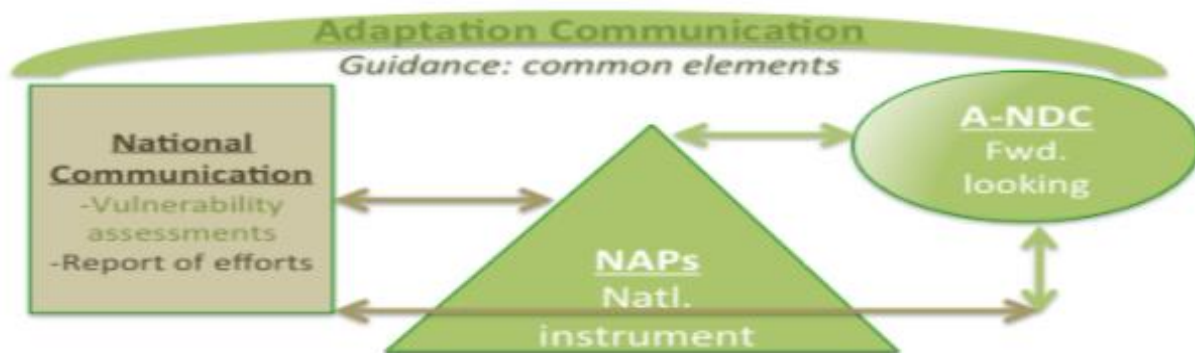 Adaptation Communication
Guidance: common elements
National
Communication
-Vulnerability
assessments
-Report of efforts
NAPs
Natl.
instrument
A-NDC
Fwd.
looking